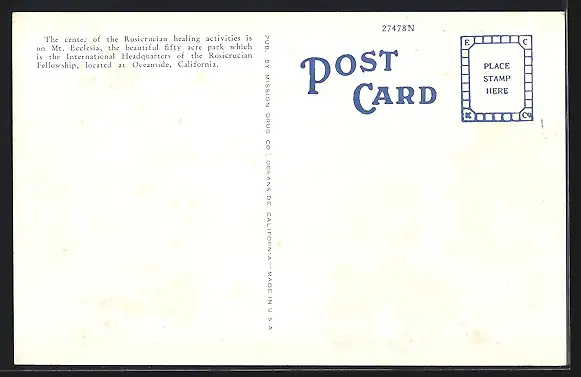 The center of the Rosicrucian healing activities is
on Mt. Ecclesia, the beautiful fifty acre park which
is the International Headquarters of the Rosicrucian
Fellowship, located at Oceanside, California.
PUB. BY MISSION DRUG CO., OCEANSIDE, CALIFORNIA—MADE IN U.S.A.
27478N
POST
CARD
E C
PLACE
STAMP
HERE
K Co